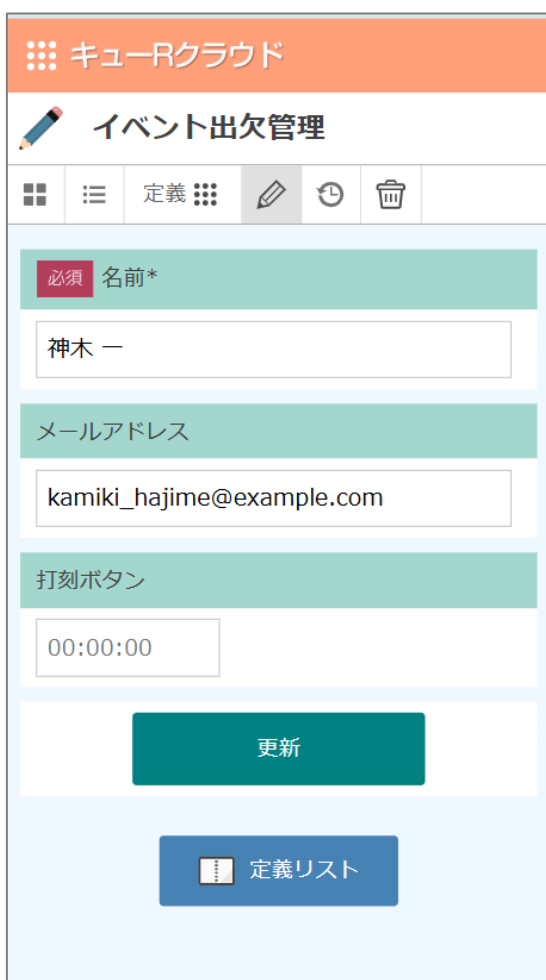 キューRクラウド
イベント出欠管理
定義
必須 名前*
神木 一
メールアドレス
kamiki_hajime@example.com
打刻ボタン
00:00:00
更新
定義リスト